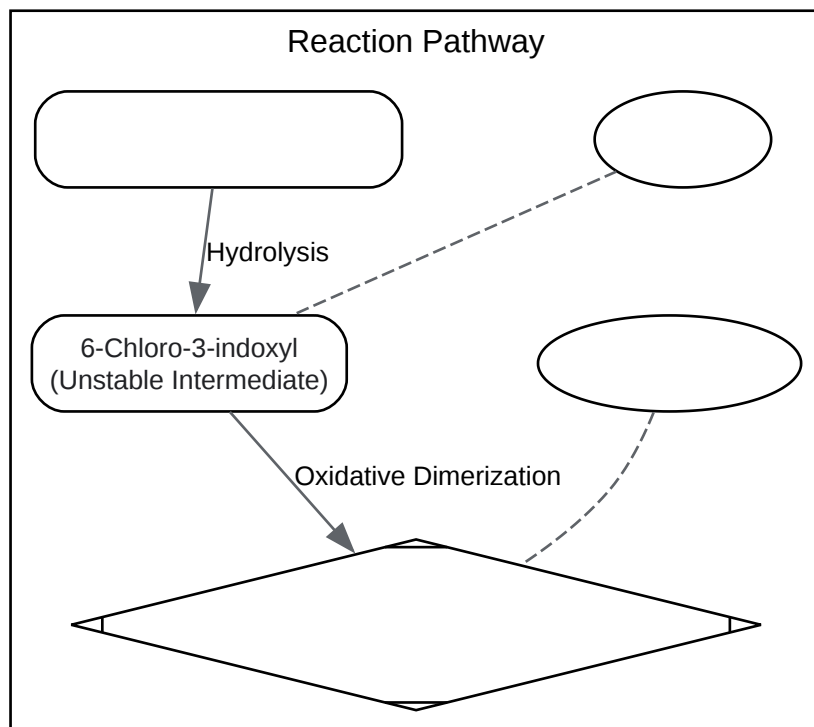 Reaction Pathway
Hydrolysis
6-Chloro-3-indoxyl
(Unstable Intermediate)
Oxidative Dimerization